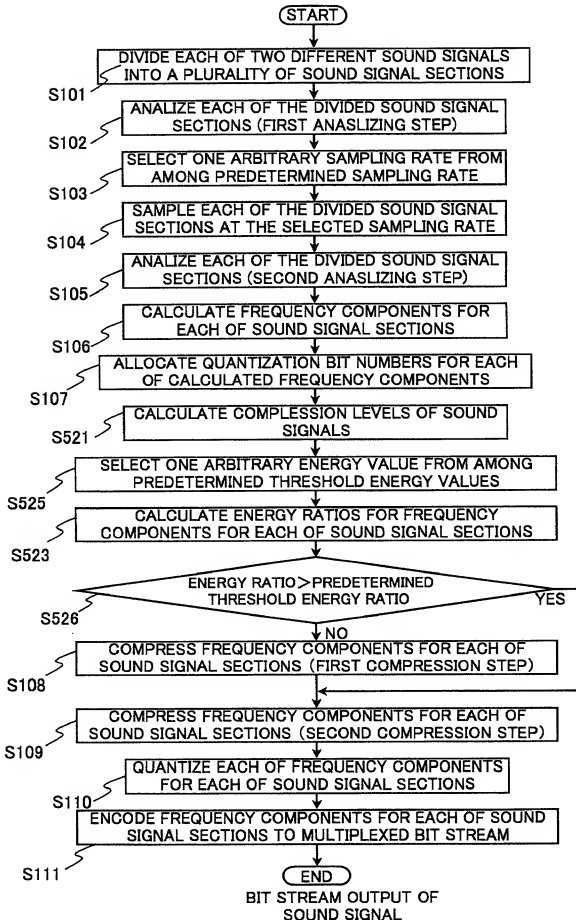 START
DIVIDE EACH OF TWO DIFFERENT SOUND SIGNALS
INTO A PLURALITY OF SOUND SIGNAL SECTIONS
S101
ANALIZE EACH OF THE DIVIDED SOUND SIGNAL
SECTIONS (FIRST ANASLIZING STEP)
S102
SELECT ONE ARBITRARY SAMPLING RATE FROM
AMONG PREDETERMINED SAMPLING RATE
S103
SAMPLE EACH OF THE DIVIDED SOUND SIGNAL
SECTIONS AT THE SELECTED SAMPLING RATE
S104
ANALIZE EACH OF THE DIVIDED SOUND SIGNAL
SECTIONS (SECOND ANASLIZING STEP)
S105
CALCULATE FREQUENCY COMPONENTS FOR
EACH OF SOUND SIGNAL SECTIONS
S106
ALLOCATE QUANTIZATION BIT NUMBERS FOR EACH
OF CALCULATED FREQUENCY COMPONENTS
S107
CALCULATE COMPLESSION LEVELS OF SOUND
SIGNALS
S521
SELECT ONE ARBITRARY ENERGY VALUE FROM AMONG
PREDETERMINED THRESHOLD ENERGY VALUES
S525
CALCULATE ENERGY RATIOS FOR FREQUENCY
COMPONENTS FOR EACH OF SOUND SIGNAL SECTIONS
S523
ENERGY RATIO>PREDETERMINED
THRESHOLD ENERGY RATIO
YES
S526
NO
COMPRESS FREQUENCY COMPONENTS FOR EACH OF
SOUND SIGNAL SECTIONS (FIRST COMPRESSION STEP)
S108
COMPRESS FREQUENCY COMPONENTS FOR EACH OF
SOUND SIGNAL SECTIONS (SECOND COMPRESSION STEP)
S109
QUANTIZE EACH OF FREQUENCY COMPONENTS
FOR EACH OF SOUND SIGNAL SECTIONS
S110
ENCODE FREQUENCY COMPONENTS FOR EACH OF SOUND
SIGNAL SECTIONS TO MULTIPLEXED BIT STREAM
S111
END
BIT STREAM OUTPUT OF
SOUND SIGNAL